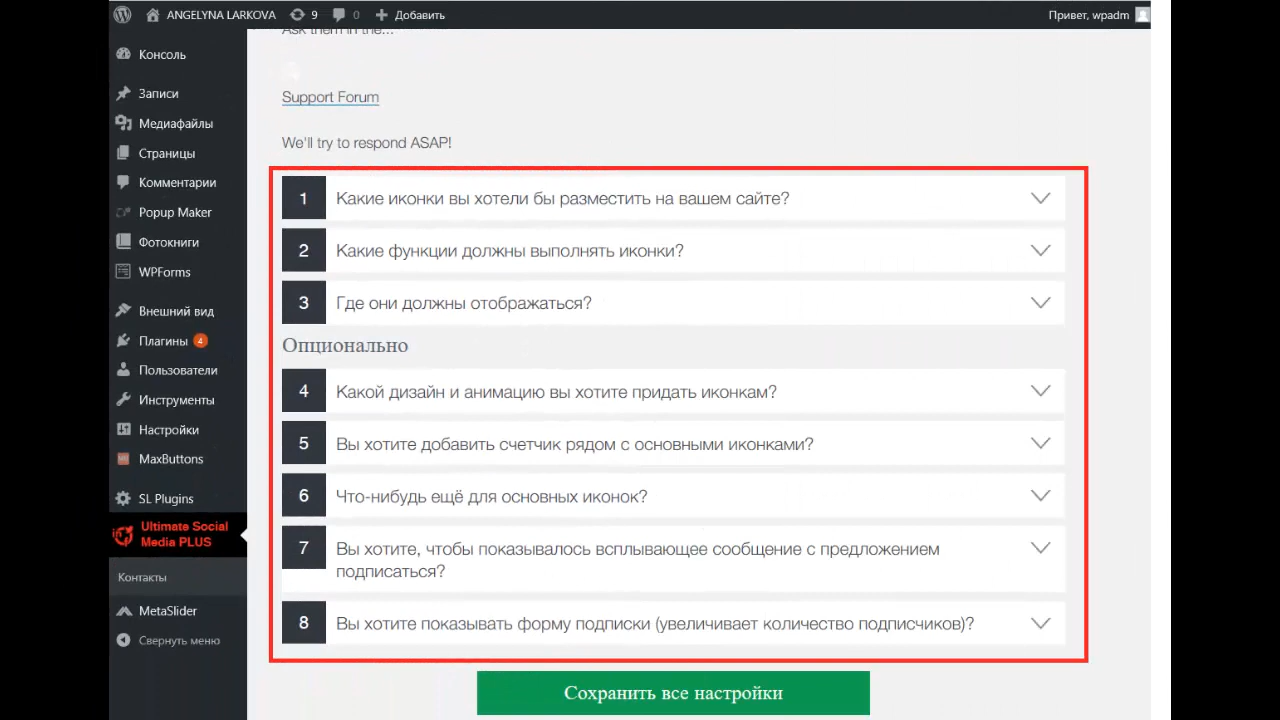 ANGELYNA LARKOVA 9 0 Добавить Привет, wpadm
Консоль
Записи
Медиафайлы
Страницы
Комментарии
Popup Maker
Фотокниги
WPForms
Внешний вид
Плагины 4
Пользователи
Инструменты
Настройки
MaxButtons
SL Plugins
Ultimate Social
Media PLUS
Контакты
MetaSlider
Свернуть меню
Ask them in the...
Support Forum
We'll try to respond ASAP!
1 Какие иконки вы хотели бы разместить на вашем сайте?
2 Какие функции должны выполнять иконки?
3 Где они должны отображаться?
Опционально
4 Какой дизайн и анимацию вы хотите придать иконкам?
5 Вы хотите добавить счетчик рядом с основными иконками?
6 Что-нибудь ещё для основных иконок?
7 Вы хотите, чтобы показывалось всплывающее сообщение с предложением
подписаться?
8 Вы хотите показывать форму подписки (увеличивает количество подписчиков)?
Сохранить все настройки